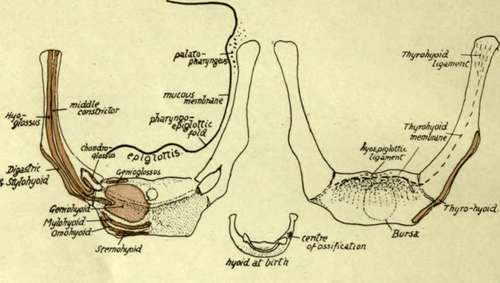 palato-
pharyngeus
mucous
membrane
pharyngo-
epiglottic
fold
Hyo-
glossus
middle
constrictor
chondro-
glossus
epiglottis
Digastric
& Stylohyoid
Genioglossus
Geniohyoid
Mylohyoid
Omohyoid
Sternohyoid
hyoid at birth
centre
of ossification
Thyrohyoid
ligament
Thyrohyoid
membrane
hyoepiglottic
ligament
Thyro-hyoid
Bursa